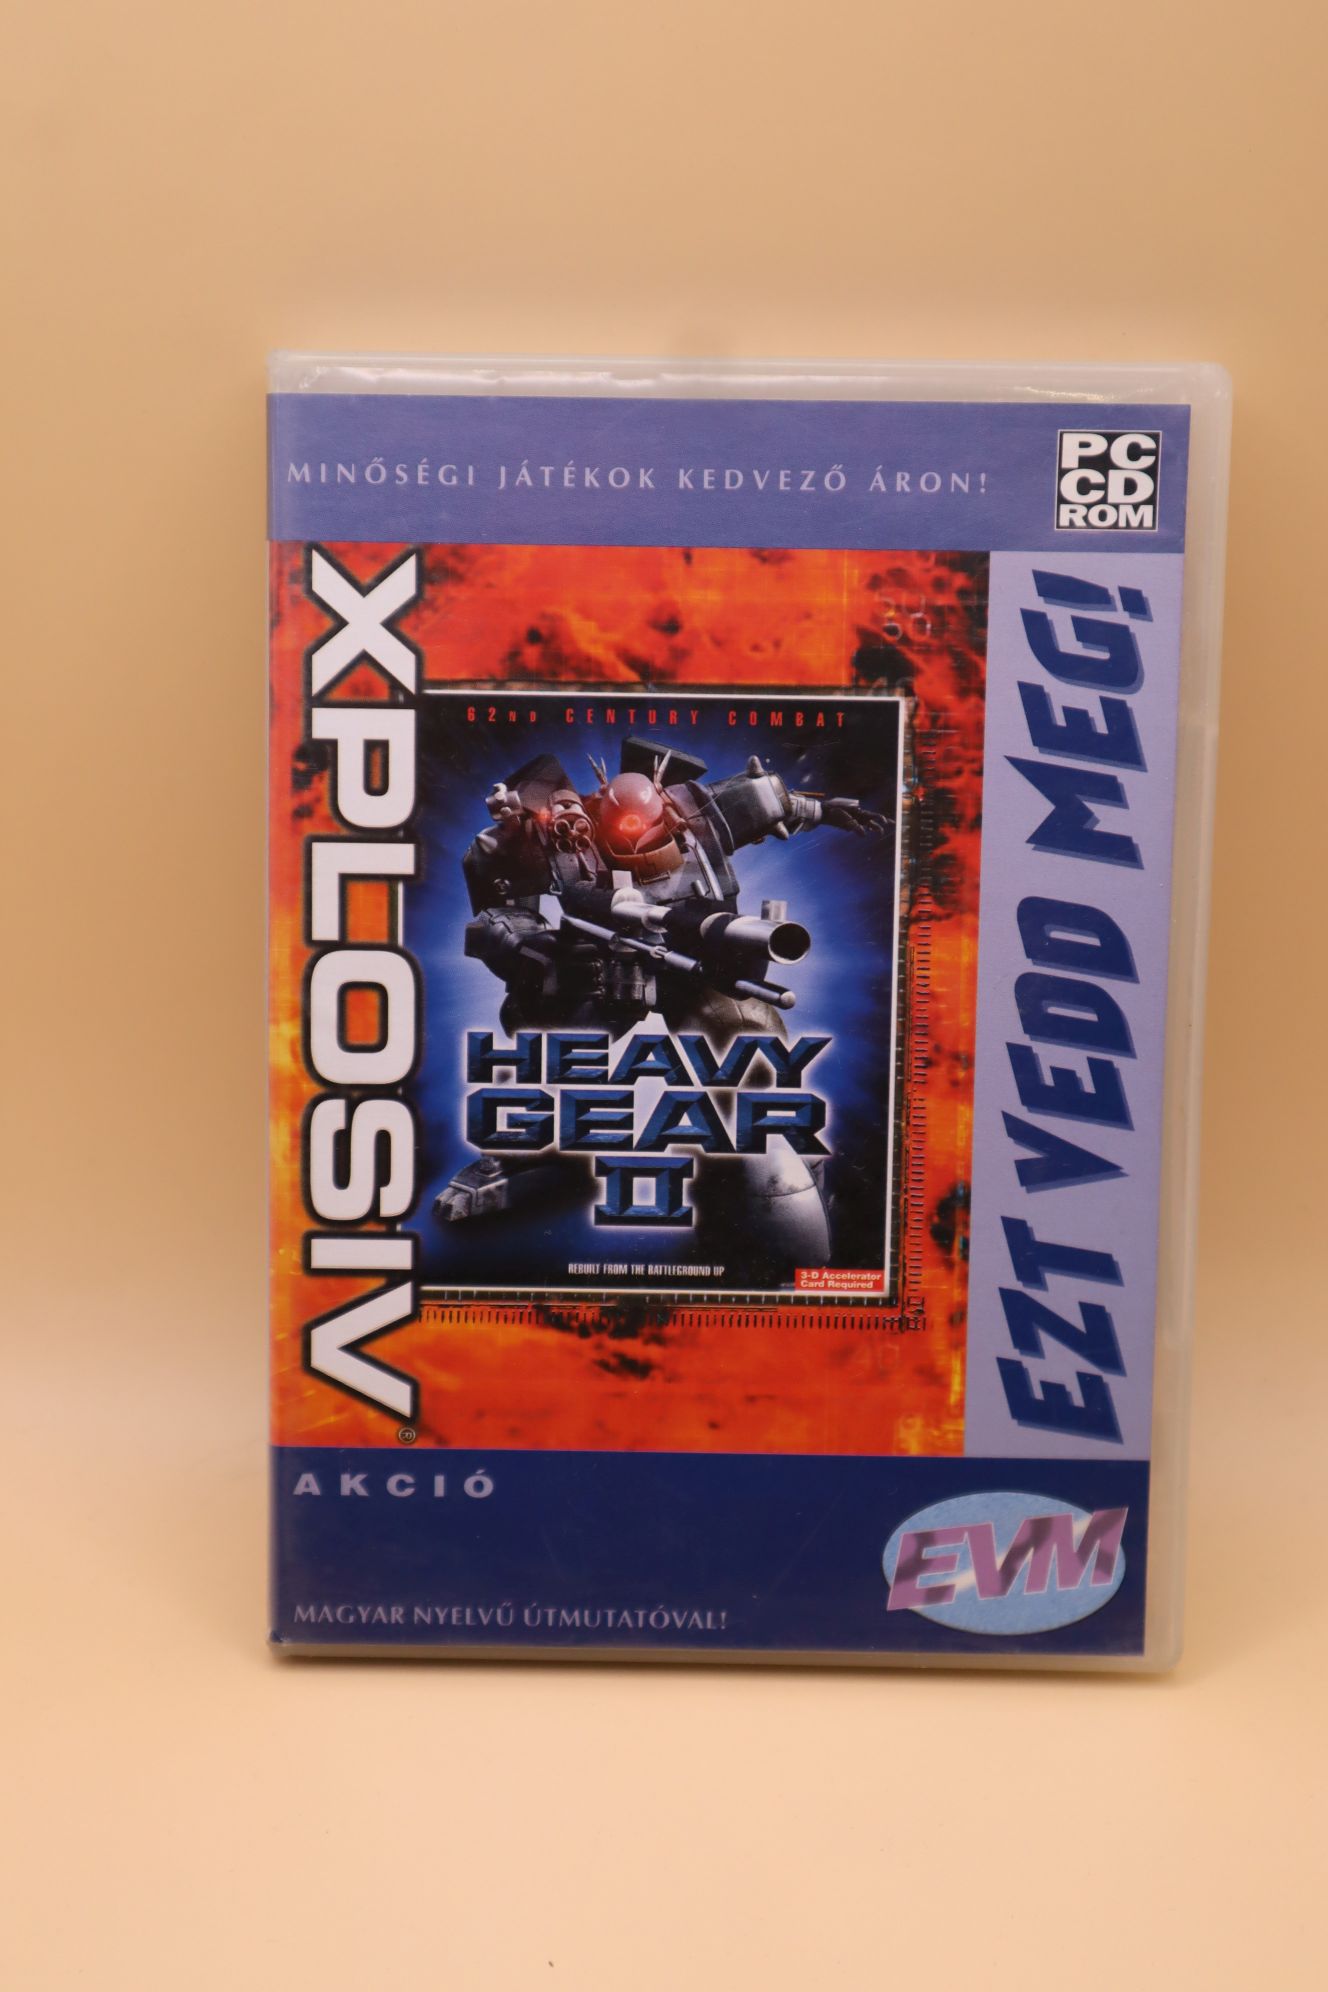 MINŐSÉGI JÁTÉKOK KEDVEZŐ ÁRON!
PC
CD
ROM
XPLOSIV
®
62ND CENTURY COMBAT
HEAVY
GEAR
II
REBUILT FROM THE BATTLEGROUND UP
3-D Accelerator
Card Required
EZT VEDD MEG!
AKCIÓ
EVM
MAGYAR NYELVŰ ÚTMUTATÓVAL!